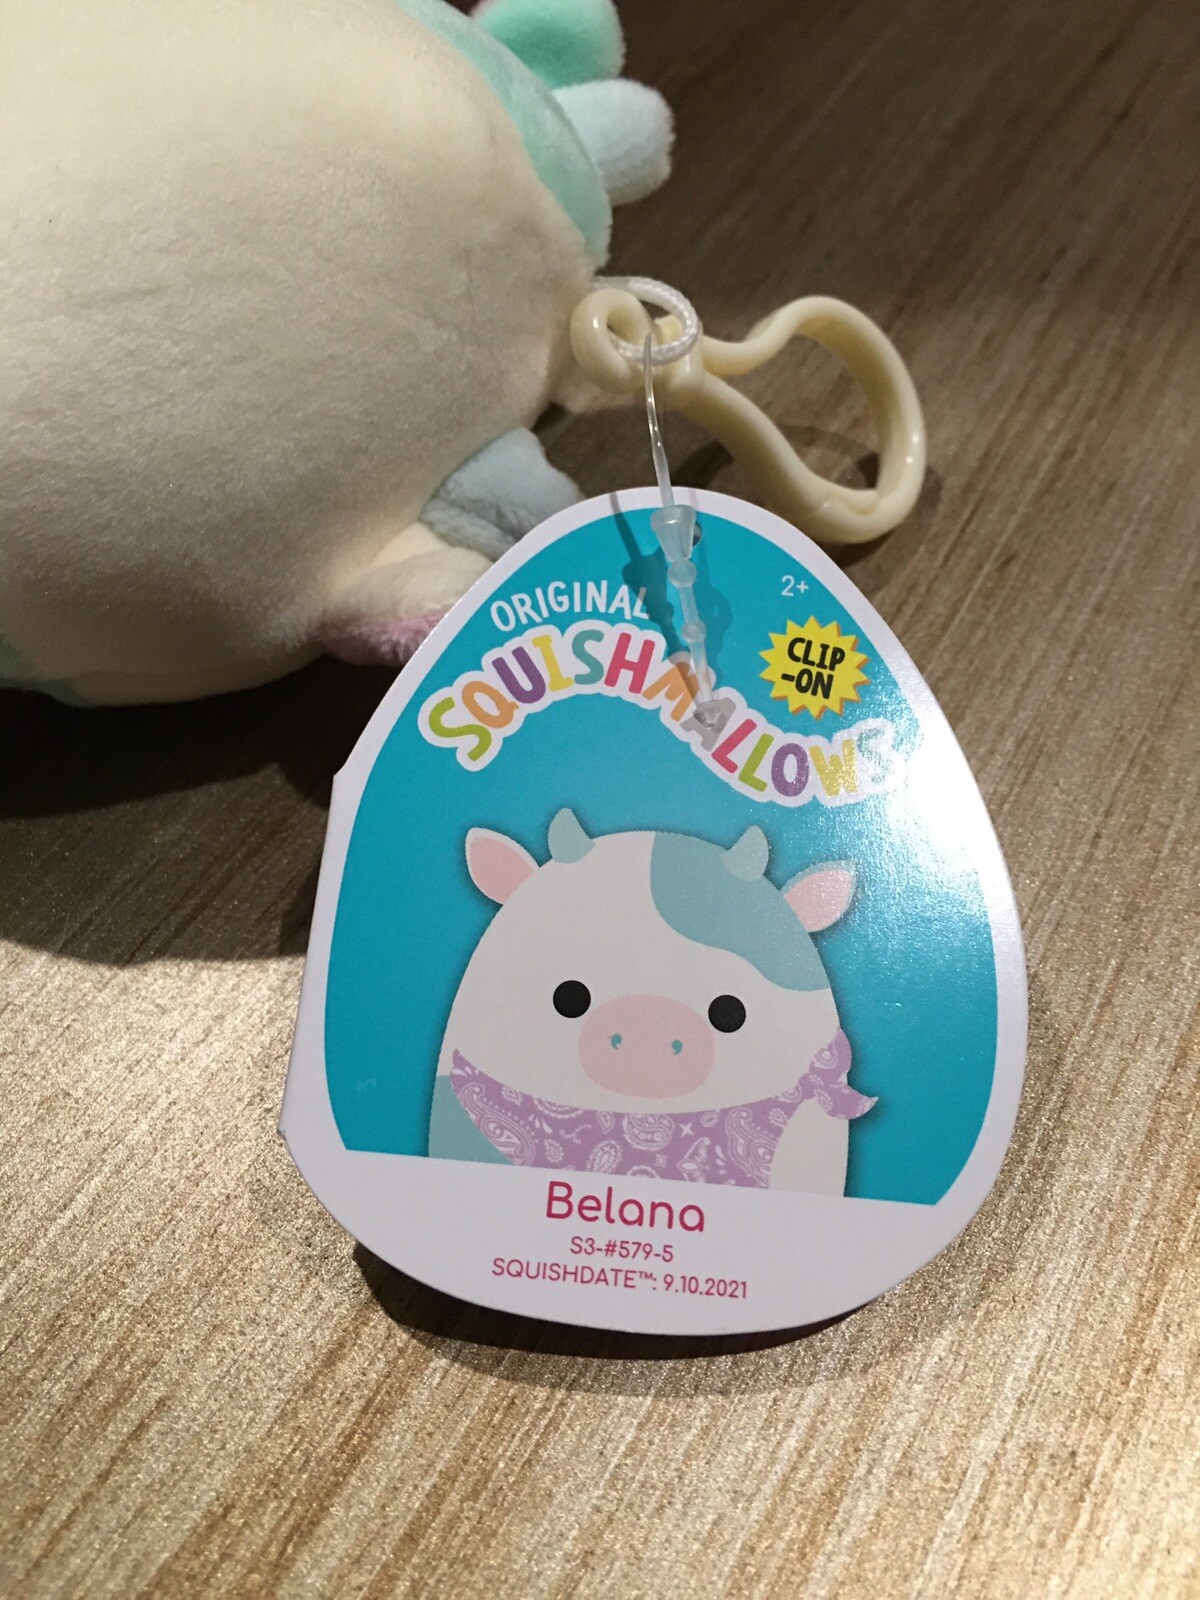 ORIGINAL
2+
SQUISHMALLOWS
CLIP
-ON
Belana
S3-#579-5
SQUISHDATE™: 9.10.2021